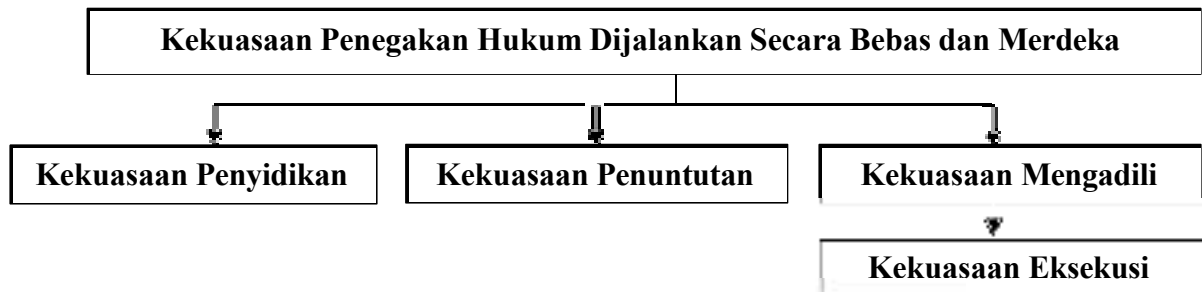 Kekuasaan Penegakan Hukum Dijalankan Secara Bebas dan Merdeka
Kekuasaan Penyidikan
Kekuasaan Penuntutan
Kekuasaan Mengadili
Kekuasaan Eksekusi